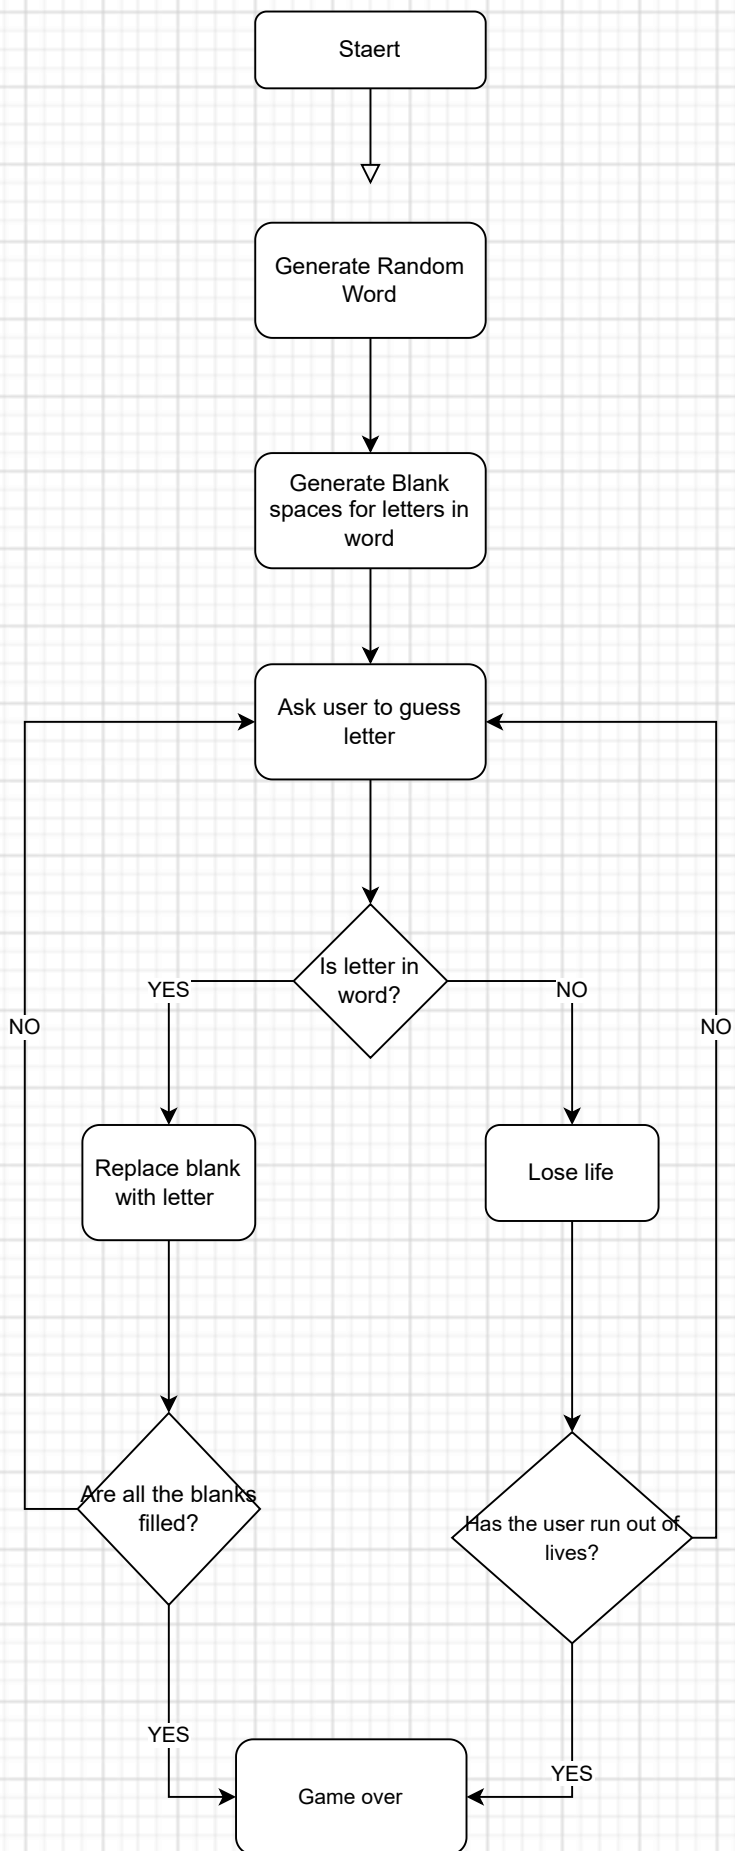 Staert
Generate Random
Word
Generate Blank
spaces for letters in
word
Ask user to guess
letter
Is letter in
word?
YES
NO
NO
NO
Replace blank
with letter
Lose life
Are all the blanks
filled?
Has the user run out of
lives?
YES
YES
Game over